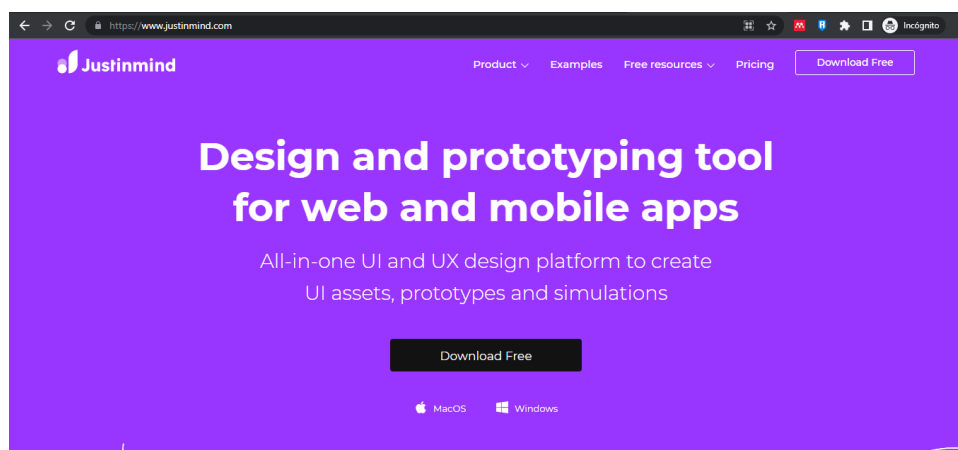 https://www.justinmind.com
Incógnito
Justinmind
Product
Examples
Free resources
Pricing
Download Free
Design and prototyping tool
for web and mobile apps
All-in-one UI and UX design platform to create
UI assets, prototypes and simulations
Download Free
MacOS
Windows